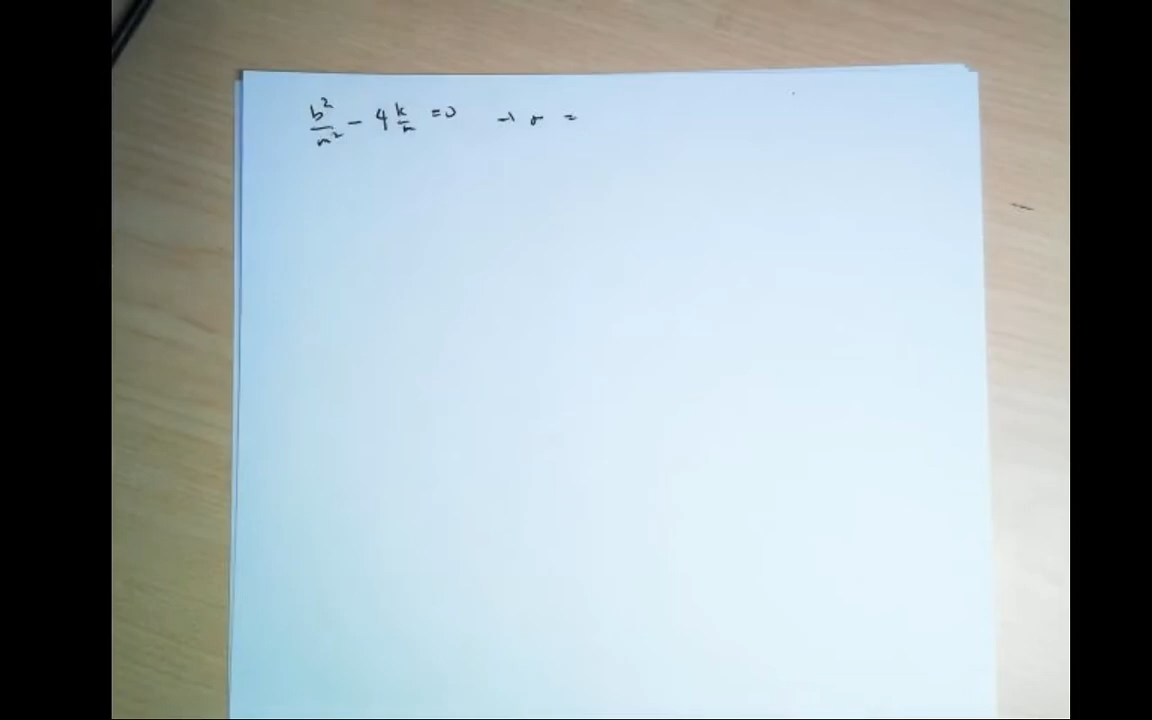 b²/m² - 4 k/m = 0 → r =